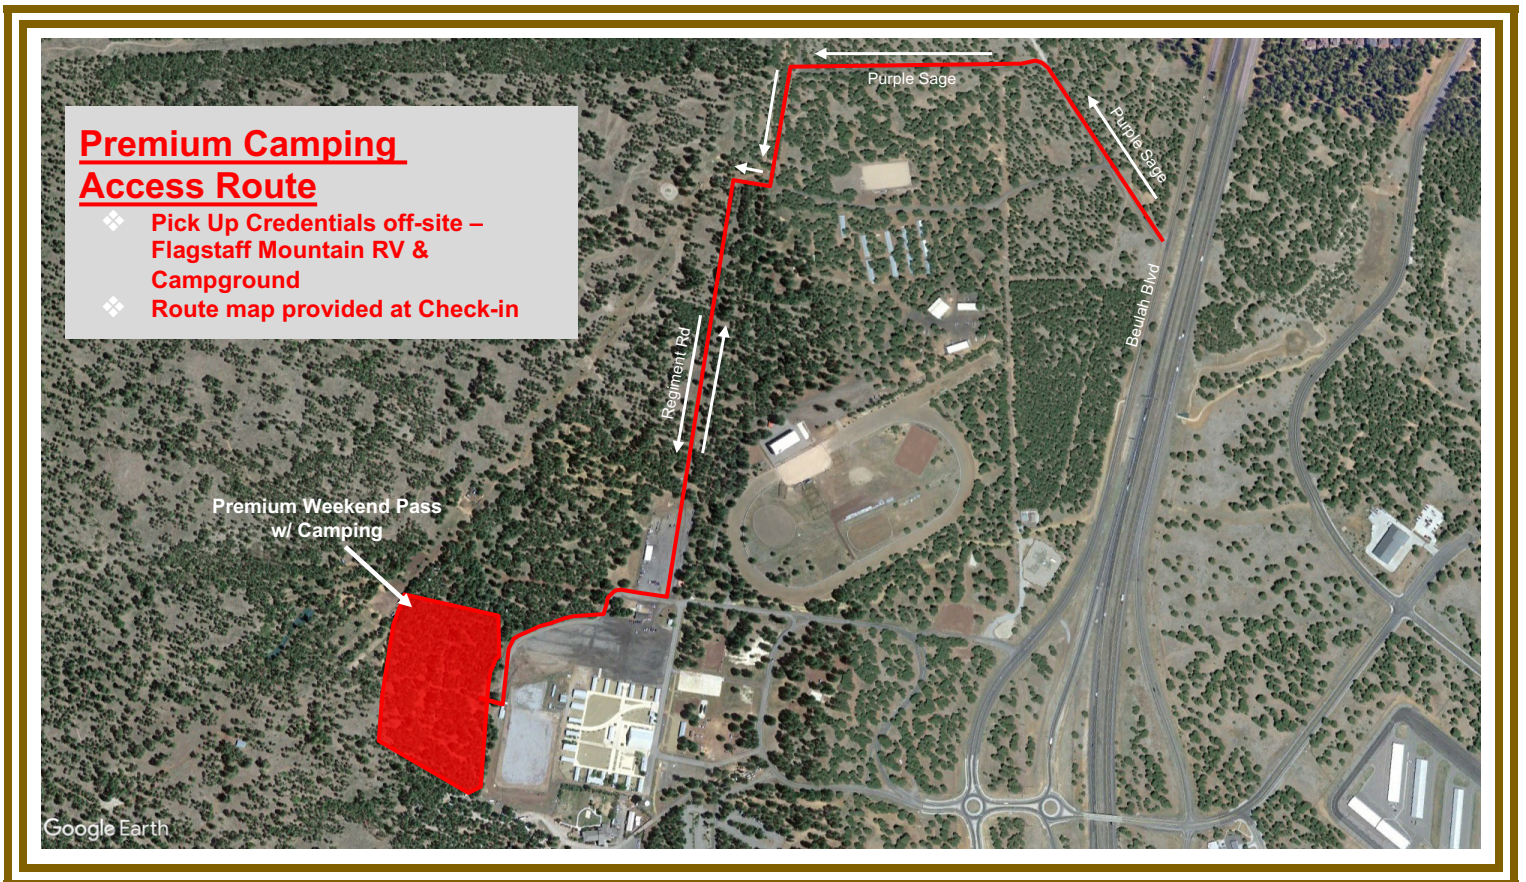 Purple Sage
Purple Sage
Premium Camping
Access Route
❖ Pick Up Credentials off-site –
Flagstaff Mountain RV &
Campground
❖ Route map provided at Check-in
Beulah Blvd
Regiment Rd
Premium Weekend Pass
w/ Camping
Google Earth